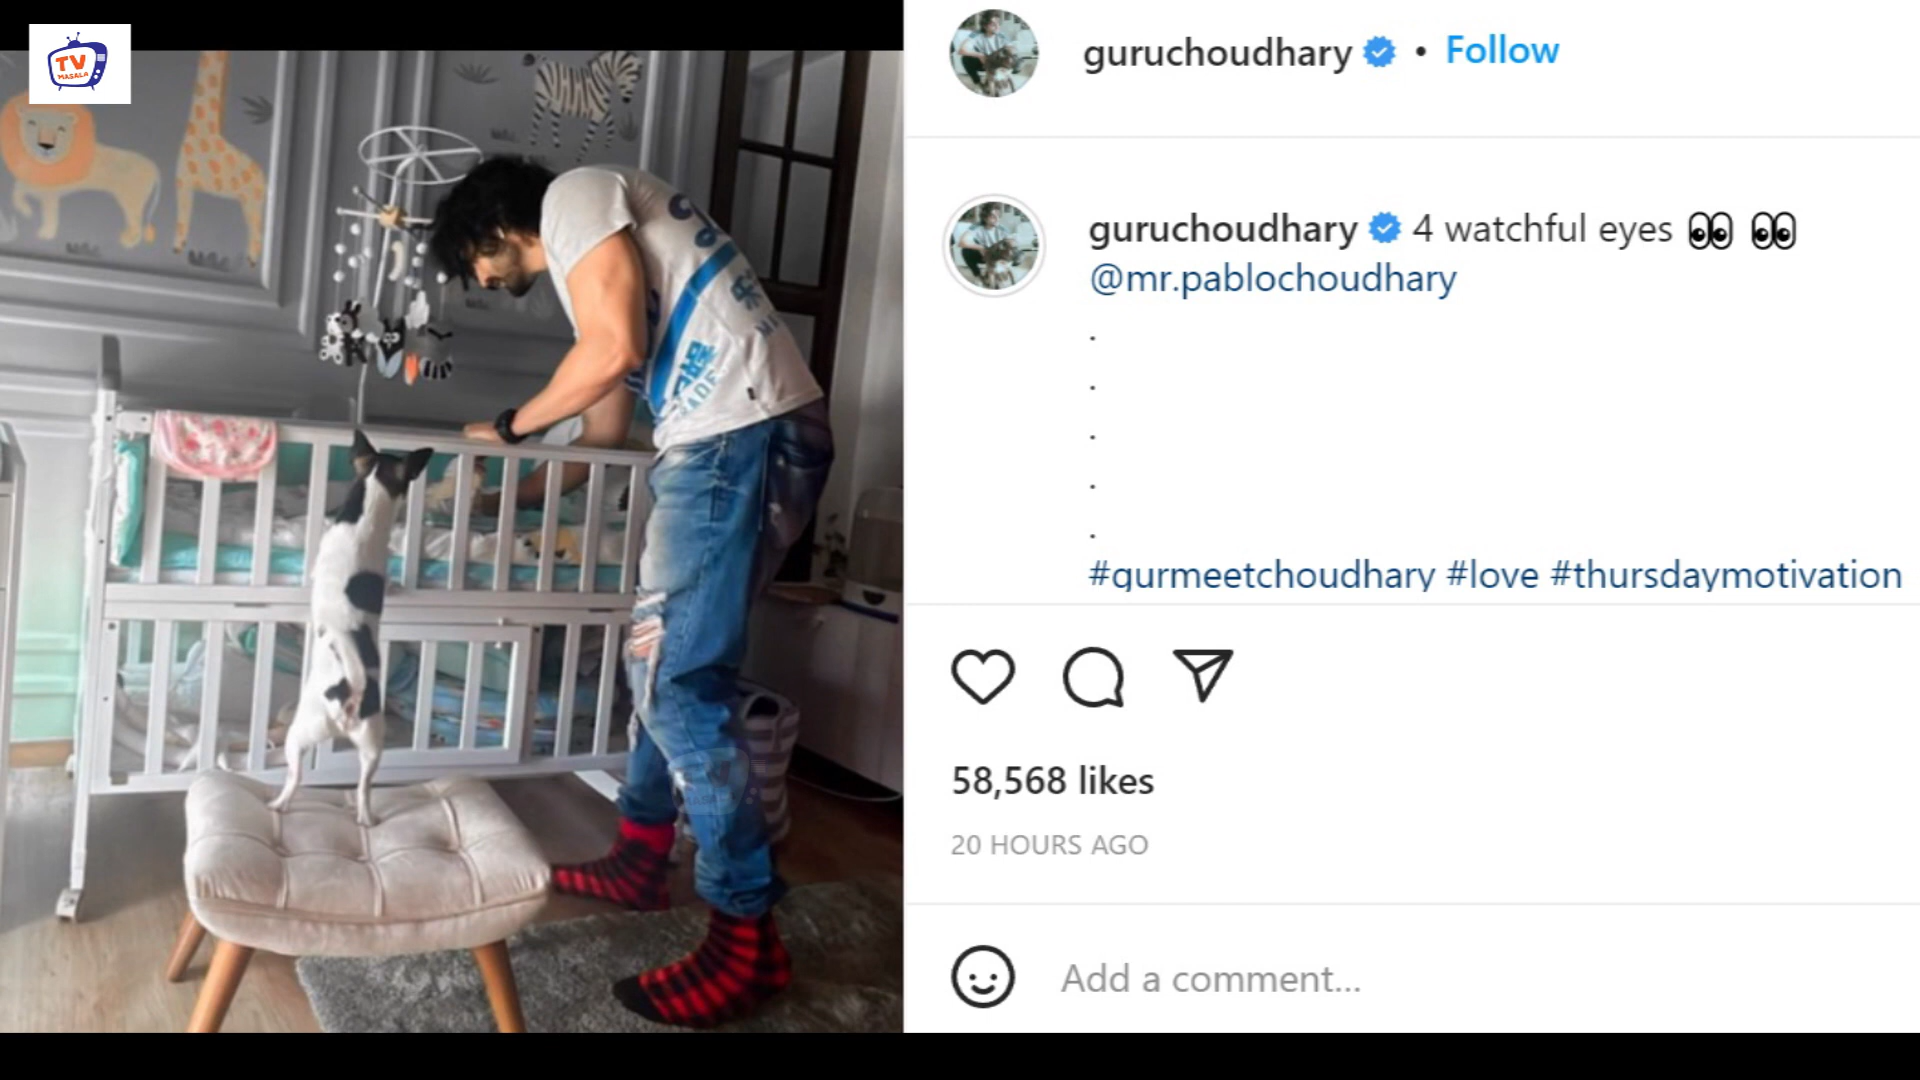 TV
MASALA
guruchoudhary • Follow
guruchoudhary 4 watchful eyes 👀 👀
@mr.pablochoudhary
.
.
.
.
.
#gurmeetchoudhary #love #thursdaymotivation
58,568 likes
20 HOURS AGO
Add a comment...